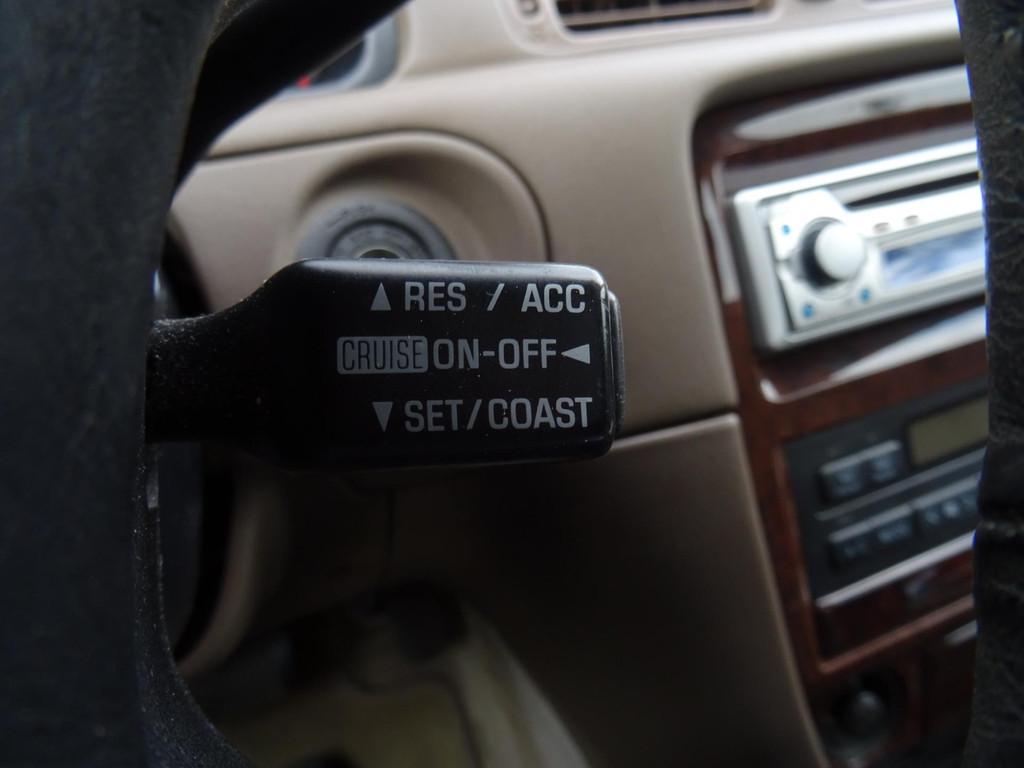 ▲ RES / ACC
CRUISE ON-OFF ◀
▼ SET/COAST